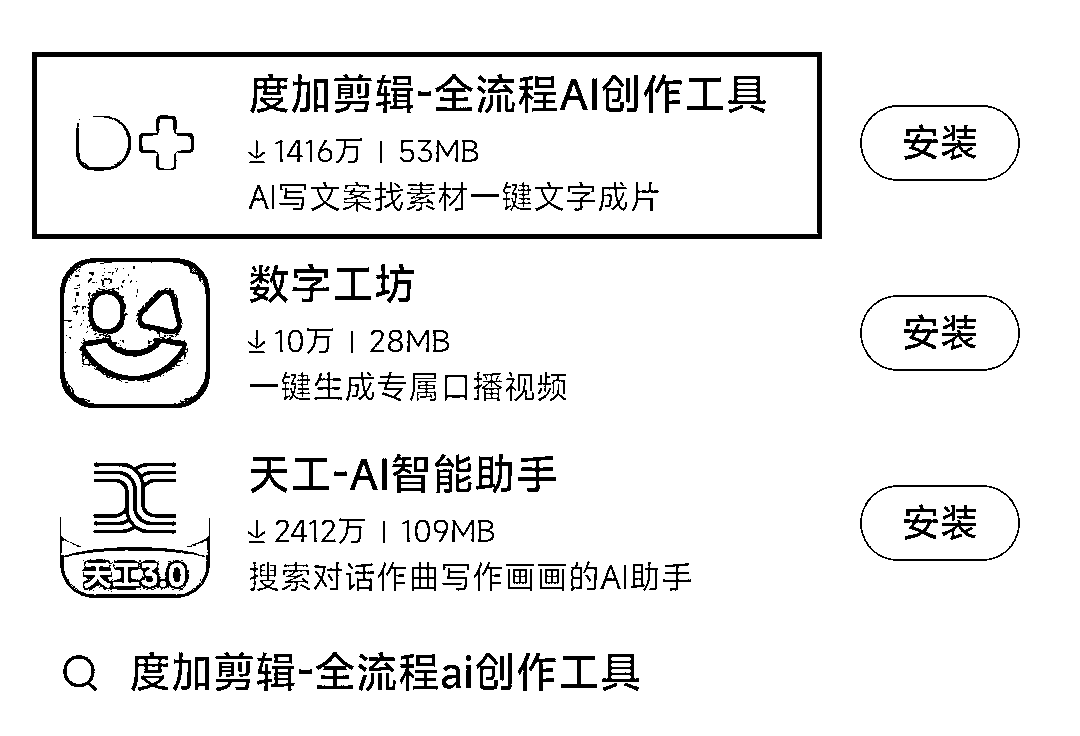 度加剪辑-全流程AI创作工具
1416万 | 53MB
AI写文案找素材一键文字成片
安装
数字工坊
10万 | 28MB
一键生成专属口播视频
安装
天工-AI智能助手
2412万 | 109MB
搜索对话作曲写作画画的AI助手
安装
天工3.0
度加剪辑-全流程ai创作工具